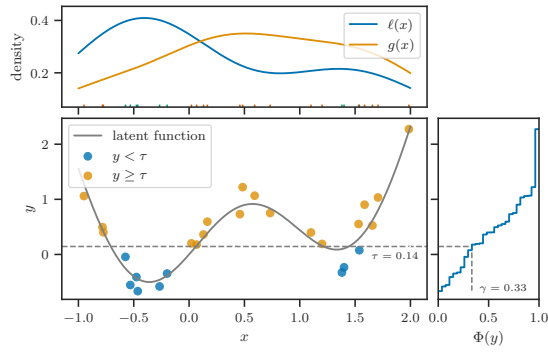 0.4
0.2
density
ℓ(x)
g(x)
latent function
y < τ
y ≥ τ
2
1
0
y
τ = 0.14
γ = 0.33
−1.0 −0.5 0.0 0.5 1.0 1.5 2.0
x
0.0 0.5 1.0
Φ(y)